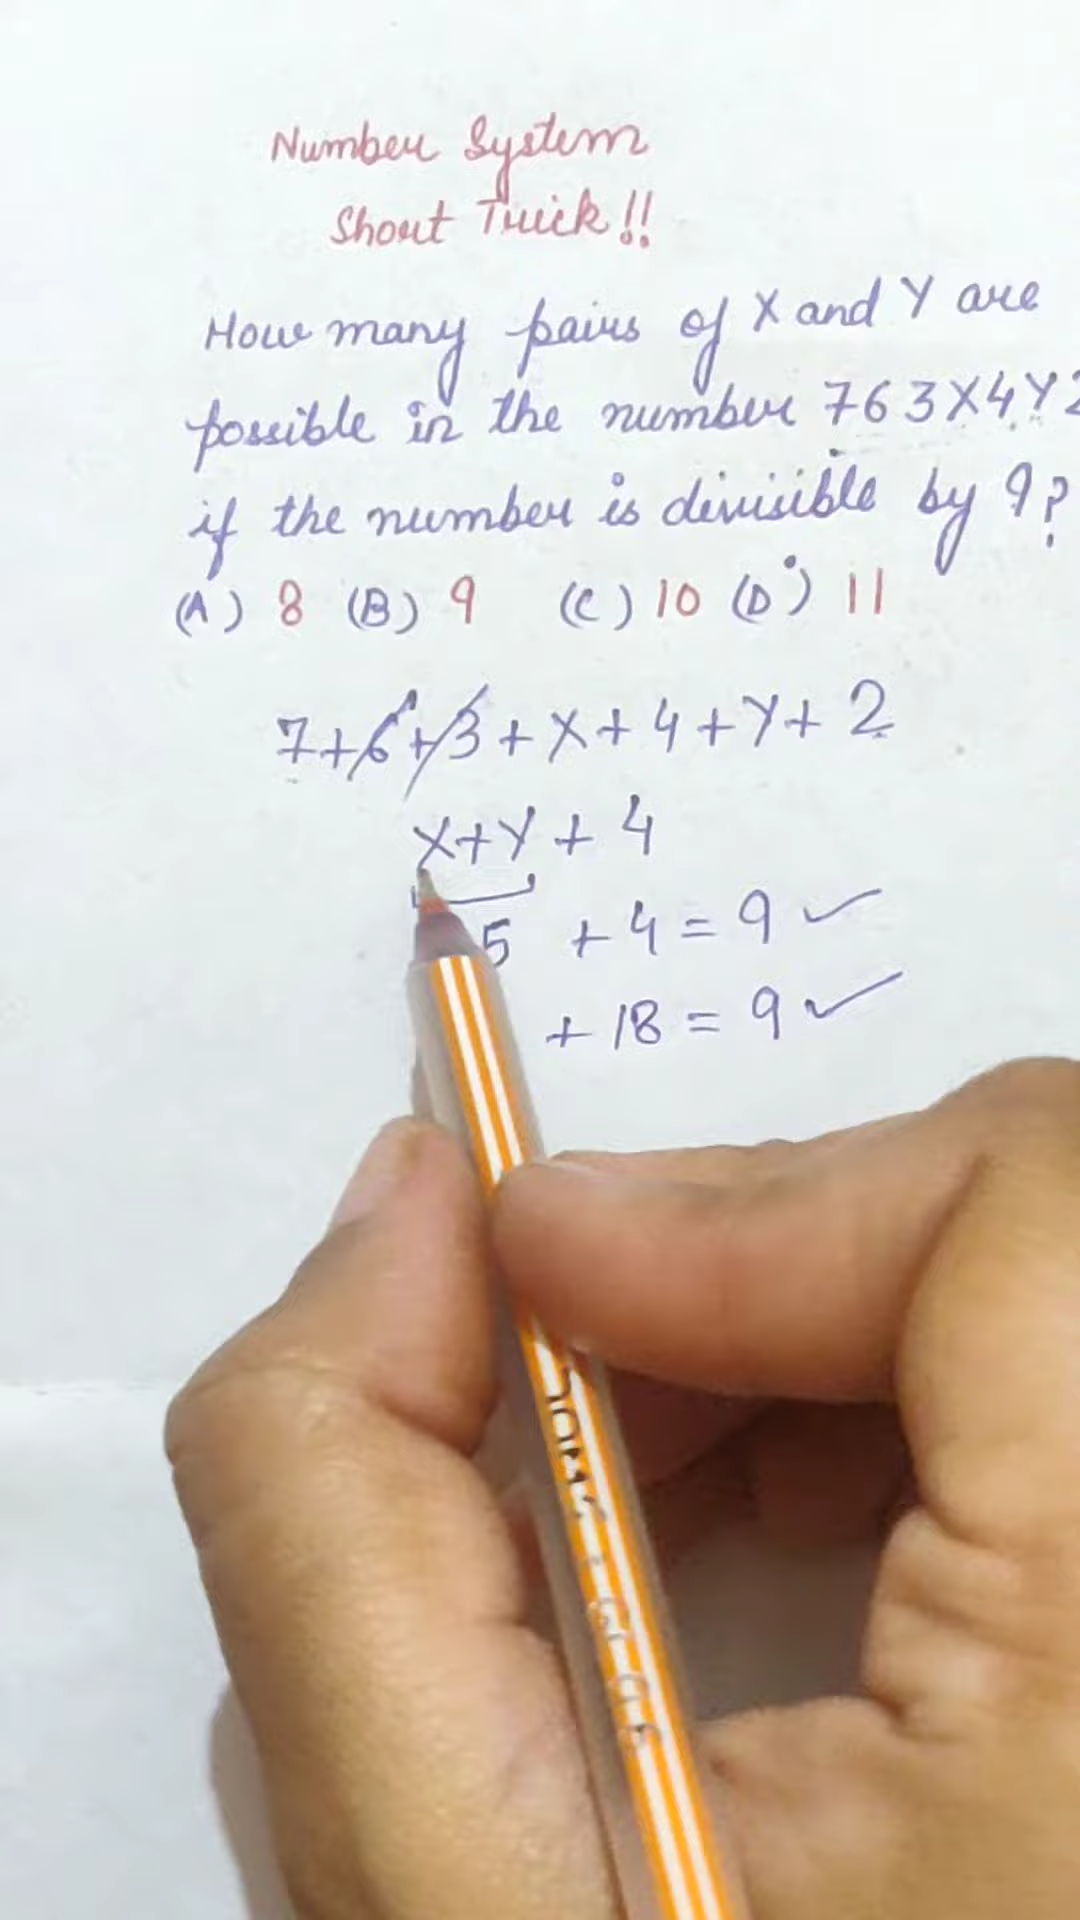 Number System
Short Trick!!
How many pairs of X and Y are
possible in the number 763X4Y2
if the number is divisible by 9?
(A) 8 (B) 9 (C) 10 (D) 11
7+6+3+X+4+Y+2
X+Y+4
5 +4=9✓
+18=9✓